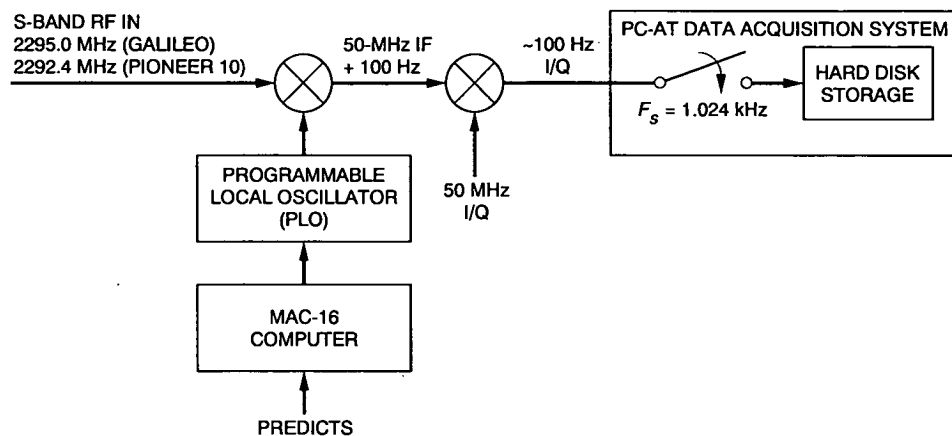 S-BAND RF IN
2295.0 MHz (GALILEO)
2292.4 MHz (PIONEER 10)
50-MHz IF
+ 100 Hz
~100 Hz
I/Q
PC-AT DATA ACQUISITION SYSTEM
F_S = 1.024 kHz
HARD DISK
STORAGE
PROGRAMMABLE
LOCAL OSCILLATOR
(PLO)
50 MHz
I/Q
MAC-16
COMPUTER
PREDICTS